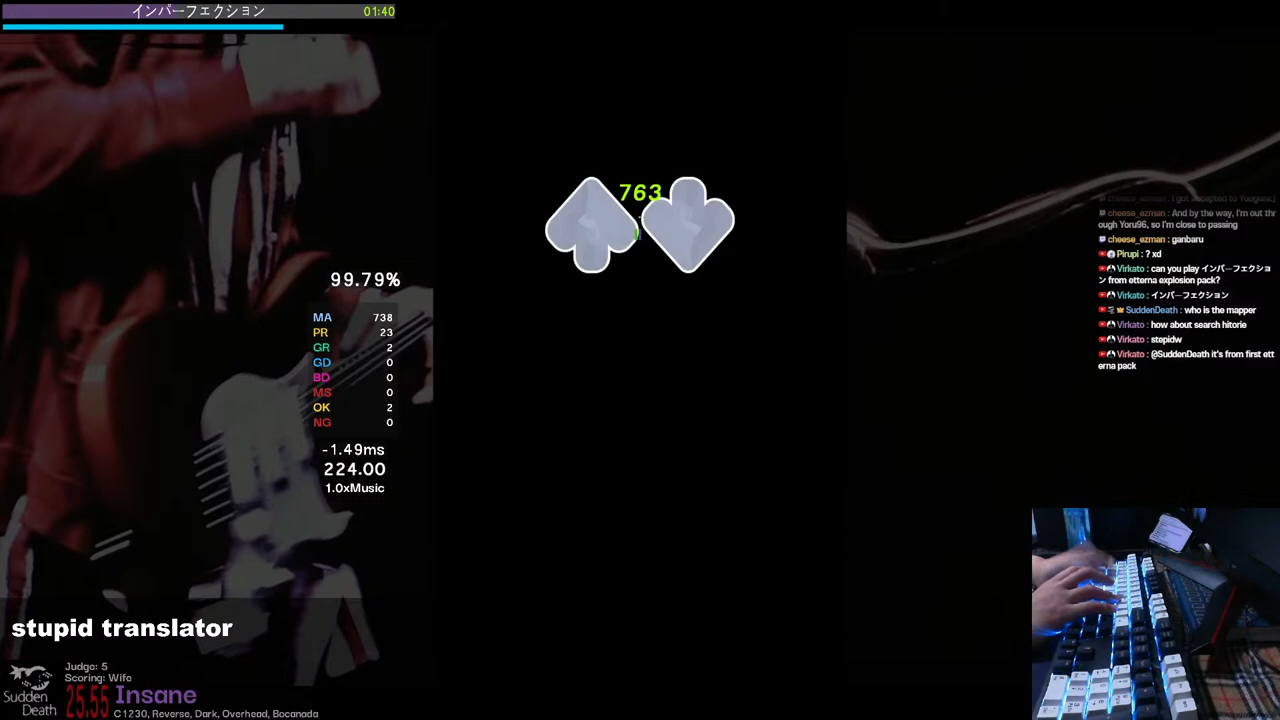 インパーフェクション
01:40
763
99.79%
MA 738
PR 23
GR 2
GD 0
BD 0
MS 0
OK 2
NG 0
-1.49ms
224.00
1.0xMusic
stupid translator
Sudden
Death
Judge: 5
Scoring: Wife
25.55 Insane
C1230, Reverse, Dark, Overhead, Bocanada
cheese_ezman : And by the way, I'm out thr
ough Yoru96, so I'm close to passing
cheese_ezman : ganbaru
Pirupi : ? xd
Virkato : can you play インパーフェクショ
ン from etterna explosion pack?
Virkato : インパーフェクション
SuddenDeath : who is the mapper
Virkato : how about search hitorie
Virkato : stepidw
Virkato : @SuddenDeath it's from first ett
erna pack